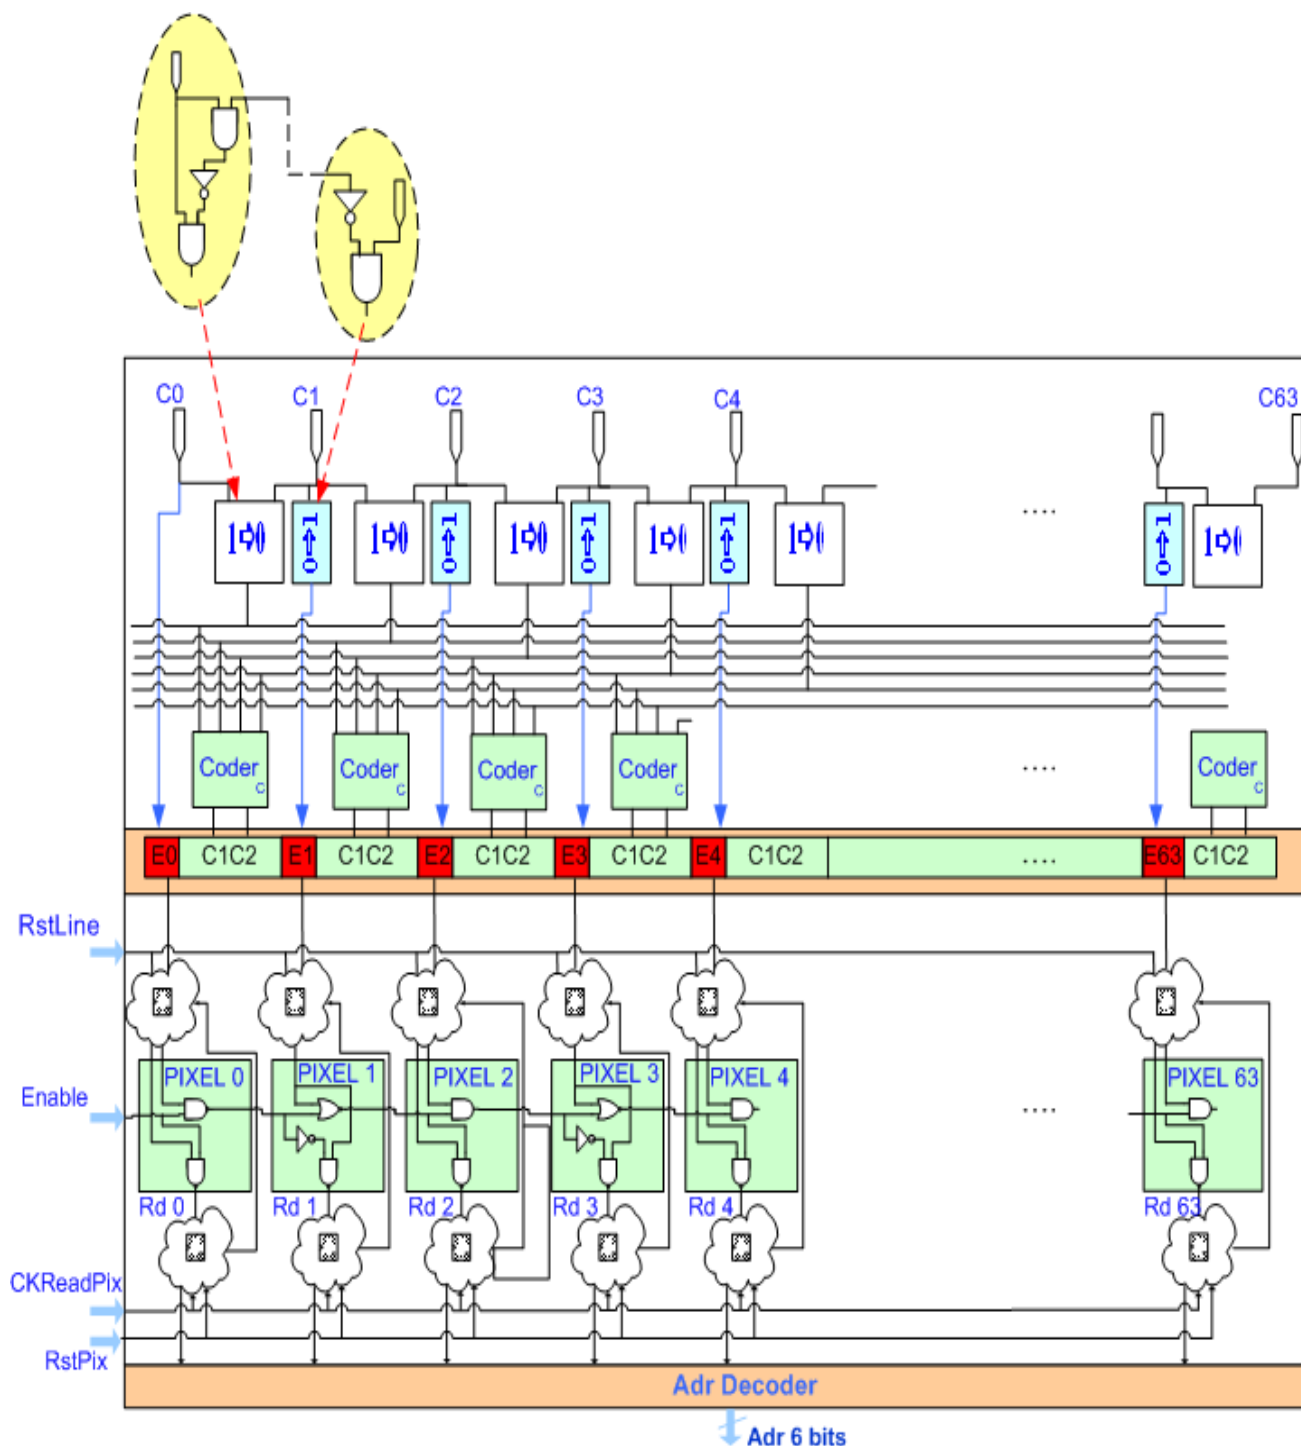 C0 C1 C2 C3 C4 C63
1⇨0 0→1 1⇨0 0→1 1⇨0 0→1 1⇨0 0→1 1⇨0 .... 0→1 1⇨0
Coder C Coder C Coder C Coder C .... Coder C
E0 C1C2 E1 C1C2 E2 C1C2 E3 C1C2 E4 C1C2 .... E63 C1C2
RstLine
PIXEL 0 PIXEL 1 PIXEL 2 PIXEL 3 PIXEL 4 PIXEL 63
Enable ....
Rd 0 Rd 1 Rd 2 Rd 3 Rd 4 Rd 63
CKReadPix
RstPix
Adr Decoder
Adr 6 bits